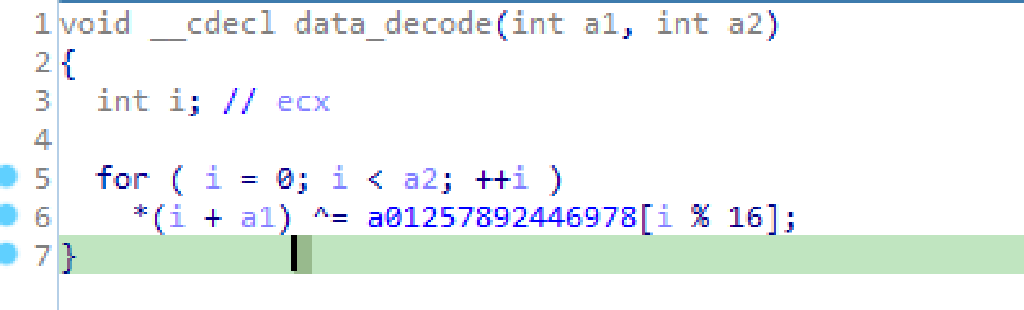 1 void __cdecl data_decode(int a1, int a2)
2 {
3   int i; // ecx
4
5   for ( i = 0; i < a2; ++i )
6     *(i + a1) ^= a01257892446978[i % 16];
7 }